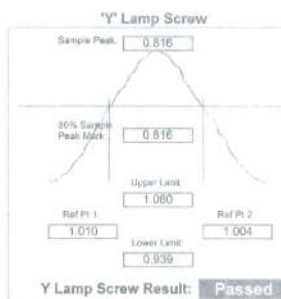 'Y' Lamp Screw
Sample Peak: 0.816
80% Sample
Peak Mark: 0.816
Upper Limit:
1.080
Ref Pt 1 Ref Pt 2
1.010 1.004
Lower Limit:
0.939
Y Lamp Screw Result: Passed